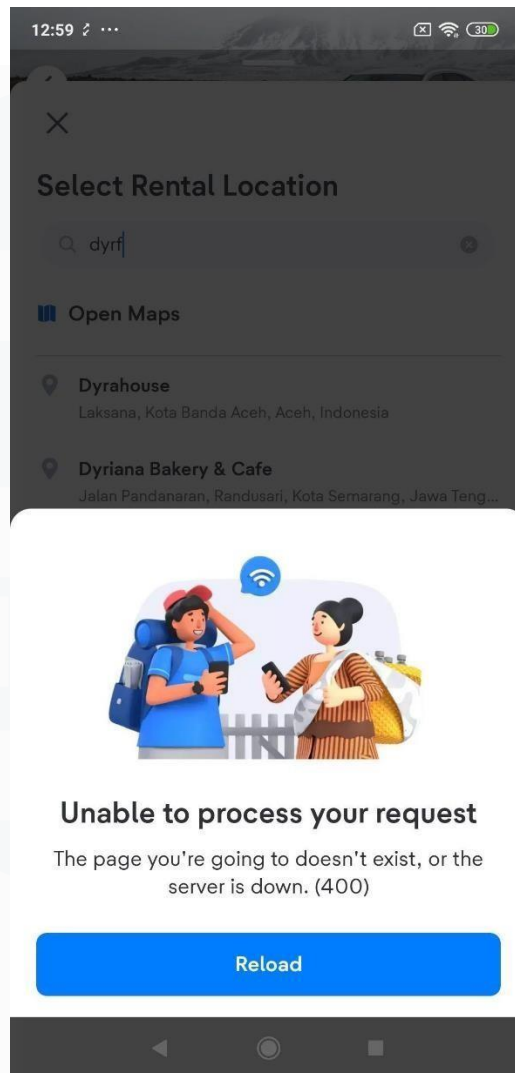 12:59
30
Select Rental Location
dyrf
Open Maps
Dyrahouse
Laksana, Kota Banda Aceh, Aceh, Indonesia
Dyriana Bakery & Cafe
Jalan Pandanaran, Randusari, Kota Semarang, Jawa Teng...
Unable to process your request
The page you're going to doesn't exist, or the
server is down. (400)
Reload